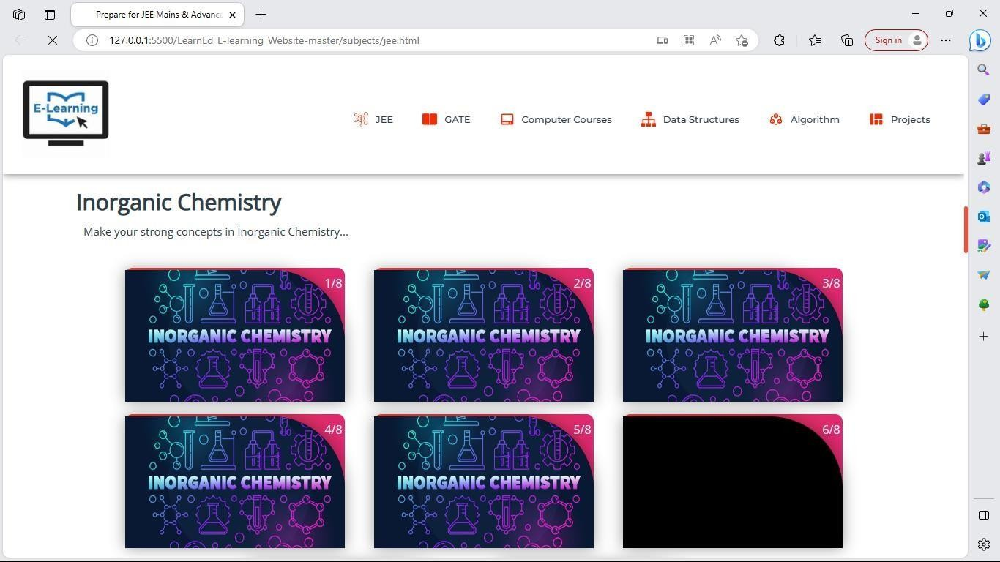 Prepare for JEE Mains & Advance
127.0.0.1:5500/LearnEd_E-learning_Website-master/subjects/jee.html
Sign in
E-Learning
JEE
GATE
Computer Courses
Data Structures
Algorithm
Projects
Inorganic Chemistry
Make your strong concepts in Inorganic Chemistry...
1/8
INORGANIC CHEMISTRY
2/8
INORGANIC CHEMISTRY
3/8
INORGANIC CHEMISTRY
4/8
INORGANIC CHEMISTRY
5/8
INORGANIC CHEMISTRY
6/8